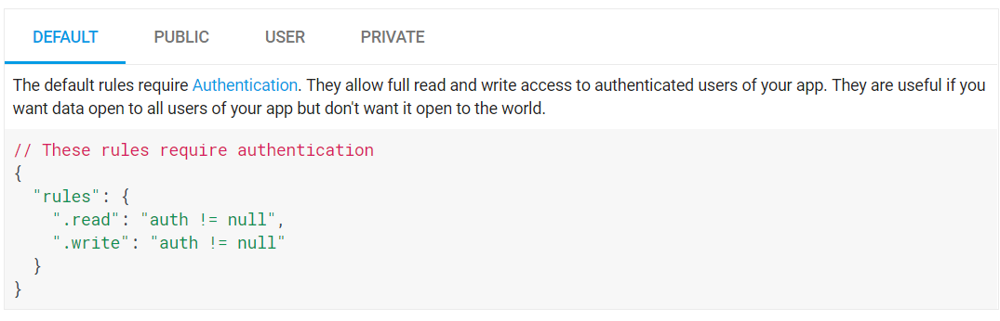 DEFAULT PUBLIC USER PRIVATE
The default rules require Authentication. They allow full read and write access to authenticated users of your app. They are useful if you
want data open to all users of your app but don't want it open to the world.
// These rules require authentication
{
  "rules": {
    ".read": "auth != null",
    ".write": "auth != null"
  }
}